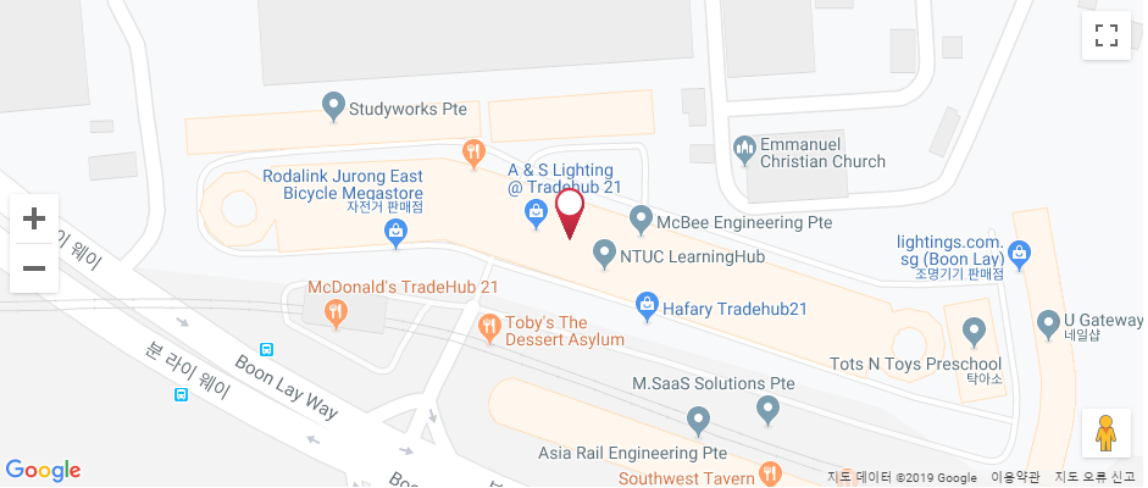 Studyworks Pte
Emmanuel
Christian Church
A & S Lighting
@ Tradehub 21
Rodalink Jurong East
Bicycle Megastore
자전거 판매점
McBee Engineering Pte
NTUC LearningHub
lightings.com.
sg (Boon Lay)
조명기기 판매점
이 웨이
McDonald's TradeHub 21
Hafary Tradehub21
Toby's The
Dessert Asylum
U Gateway
네일샵
Tots N Toys Preschool
탁아소
분 라이 웨이
Boon Lay Way
M.SaaS Solutions Pte
Asia Rail Engineering Pte
Southwest Tavern
Google
지도 데이터 ©2019 Google 이용약관 지도 오류 신고